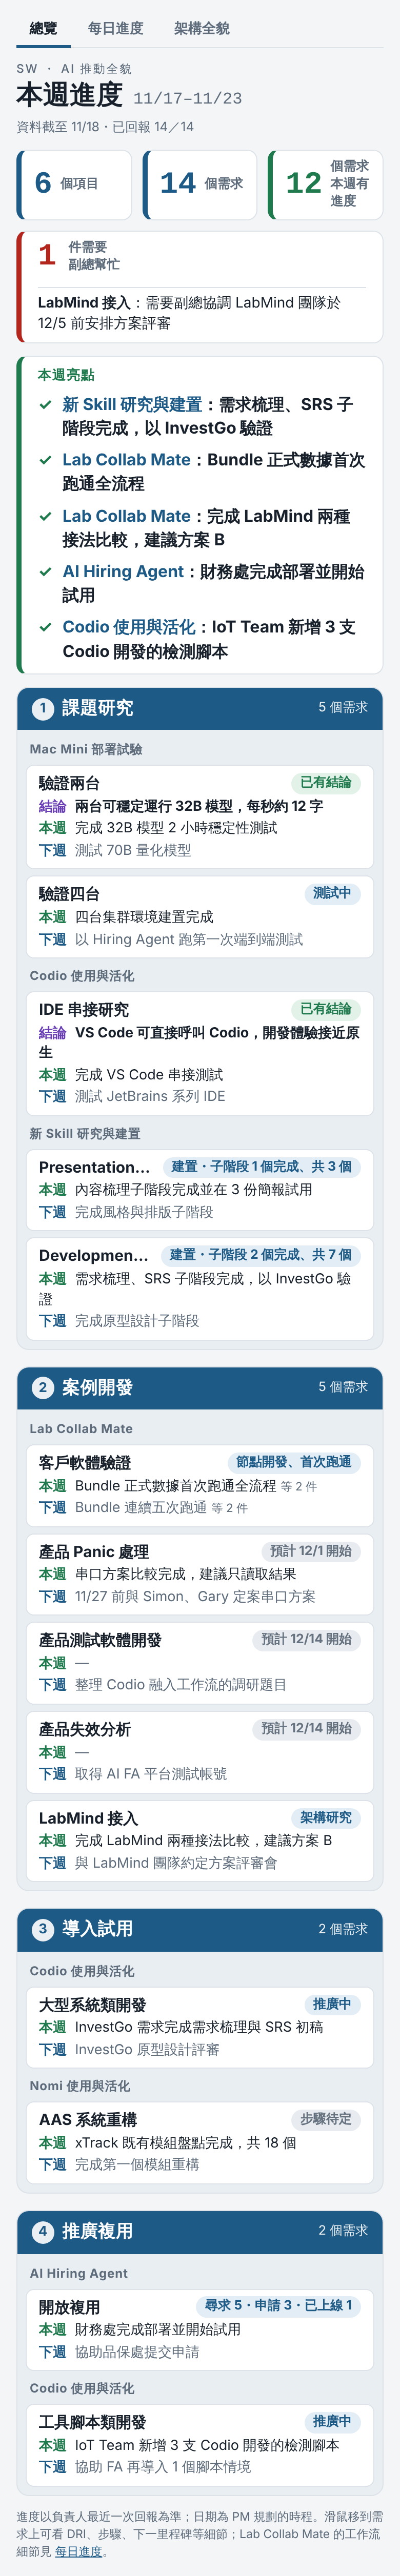 總覽 每日進度 架構全貌
SW · AI 推動全貌
本週進度 11/17–11/23
資料截至 11/18・已回報 14／14
6 個項目
14 個需求
12 個需求
本週有
進度
1 件需要
副總幫忙
LabMind 接入：需要副總協調 LabMind 團隊於
12/5 前安排方案評審
本週亮點
✓ 新 Skill 研究與建置：需求梳理、SRS 子
階段完成，以 InvestGo 驗證
✓ Lab Collab Mate：Bundle 正式數據首次
跑通全流程
✓ Lab Collab Mate：完成 LabMind 兩種
接法比較，建議方案 B
✓ AI Hiring Agent：財務處完成部署並開始
試用
✓ Codio 使用與活化：IoT Team 新增 3 支
Codio 開發的檢測腳本
1 課題研究 5 個需求
Mac Mini 部署試驗
驗證兩台 已有結論
結論 兩台可穩定運行 32B 模型，每秒約 12 字
本週 完成 32B 模型 2 小時穩定性測試
下週 測試 70B 量化模型
驗證四台 測試中
本週 四台集群環境建置完成
下週 以 Hiring Agent 跑第一次端到端測試
Codio 使用與活化
IDE 串接研究 已有結論
結論 VS Code 可直接呼叫 Codio，開發體驗接近原
生
本週 完成 VS Code 串接測試
下週 測試 JetBrains 系列 IDE
新 Skill 研究與建置
Presentation... 建置・子階段 1 個完成、共 3 個
本週 內容梳理子階段完成並在 3 份簡報試用
下週 完成風格與排版子階段
Developmen... 建置・子階段 2 個完成、共 7 個
本週 需求梳理、SRS 子階段完成，以 InvestGo 驗
證
下週 完成原型設計子階段
2 案例開發 5 個需求
Lab Collab Mate
客戶軟體驗證 節點開發、首次跑通
本週 Bundle 正式數據首次跑通全流程 等 2 件
下週 Bundle 連續五次跑通 等 2 件
產品 Panic 處理 預計 12/1 開始
本週 串口方案比較完成，建議只讀取結果
下週 11/27 前與 Simon、Gary 定案串口方案
產品測試軟體開發 預計 12/14 開始
本週 —
下週 整理 Codio 融入工作流的調研題目
產品失效分析 預計 12/14 開始
本週 —
下週 取得 AI FA 平台測試帳號
LabMind 接入 架構研究
本週 完成 LabMind 兩種接法比較，建議方案 B
下週 與 LabMind 團隊約定方案評審會
3 導入試用 2 個需求
Codio 使用與活化
大型系統類開發 推廣中
本週 InvestGo 需求完成需求梳理與 SRS 初稿
下週 InvestGo 原型設計評審
Nomi 使用與活化
AAS 系統重構 步驟待定
本週 xTrack 既有模組盤點完成，共 18 個
下週 完成第一個模組重構
4 推廣複用 2 個需求
AI Hiring Agent
開放複用 尋求 5・申請 3・已上線 1
本週 財務處完成部署並開始試用
下週 協助品保處提交申請
Codio 使用與活化
工具腳本類開發 推廣中
本週 IoT Team 新增 3 支 Codio 開發的檢測腳本
下週 協助 FA 再導入 1 個腳本情境
進度以負責人最近一次回報為準；日期為 PM 規劃的時程。滑鼠移到需
求上可看 DRI、步驟、下一里程碑等細節；Lab Collab Mate 的工作流
細節見 每日進度。